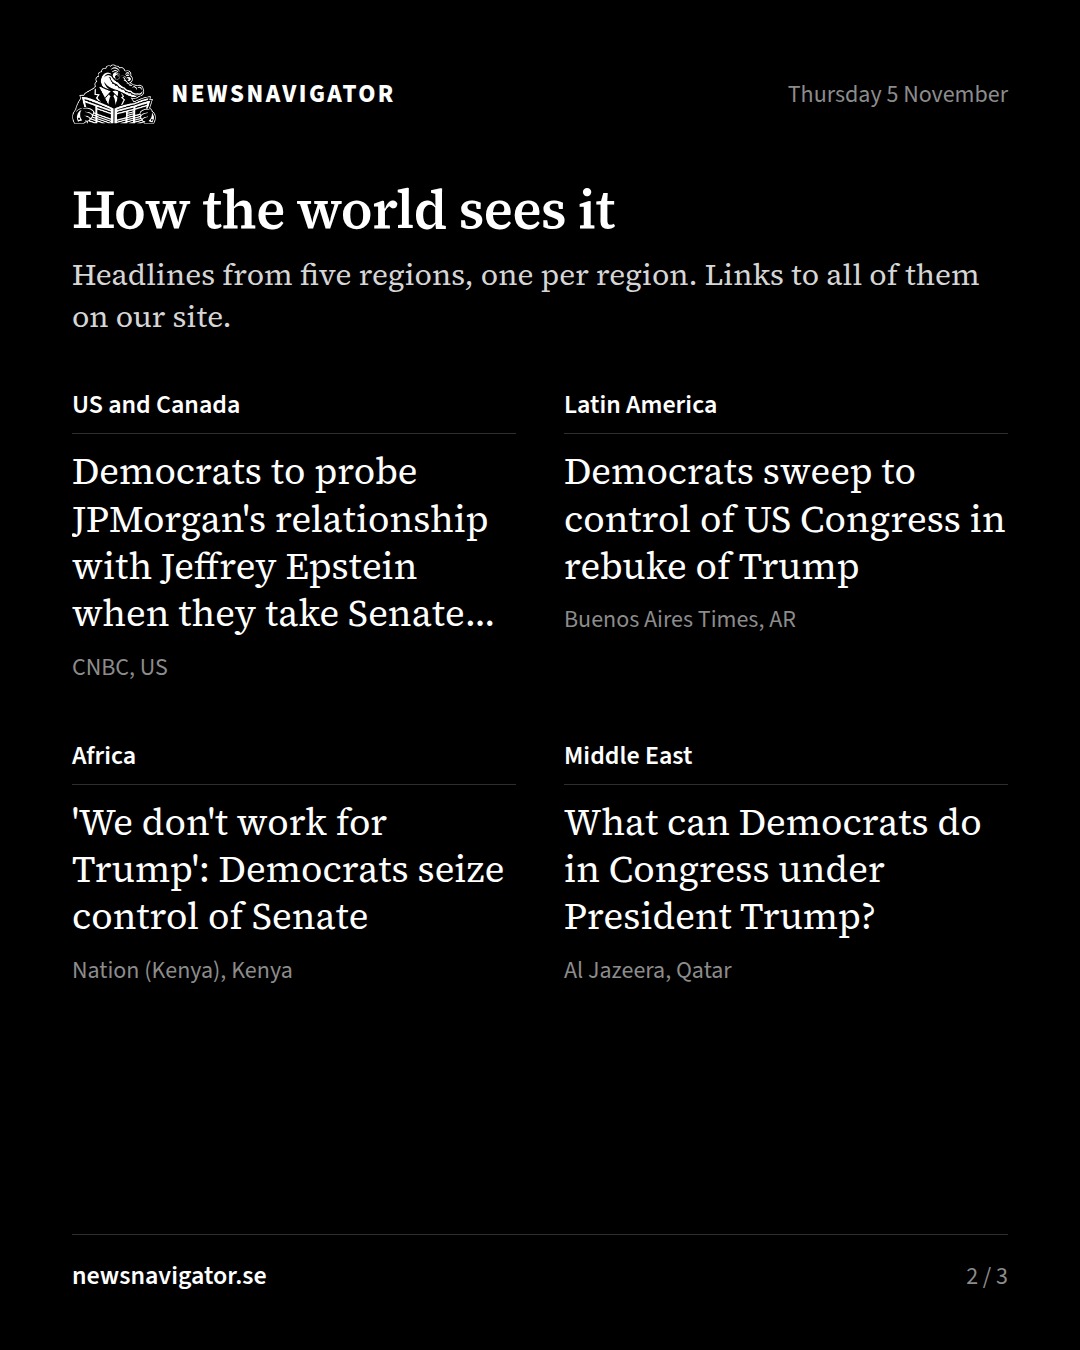 NEWSNAVIGATOR
Thursday 5 November
How the world sees it
Headlines from five regions, one per region. Links to all of them
on our site.
US and Canada
Democrats to probe
JPMorgan's relationship
with Jeffrey Epstein
when they take Senate...
CNBC, US
Latin America
Democrats sweep to
control of US Congress in
rebuke of Trump
Buenos Aires Times, AR
Africa
'We don't work for
Trump': Democrats seize
control of Senate
Nation (Kenya), Kenya
Middle East
What can Democrats do
in Congress under
President Trump?
Al Jazeera, Qatar
newsnavigator.se
2 / 3